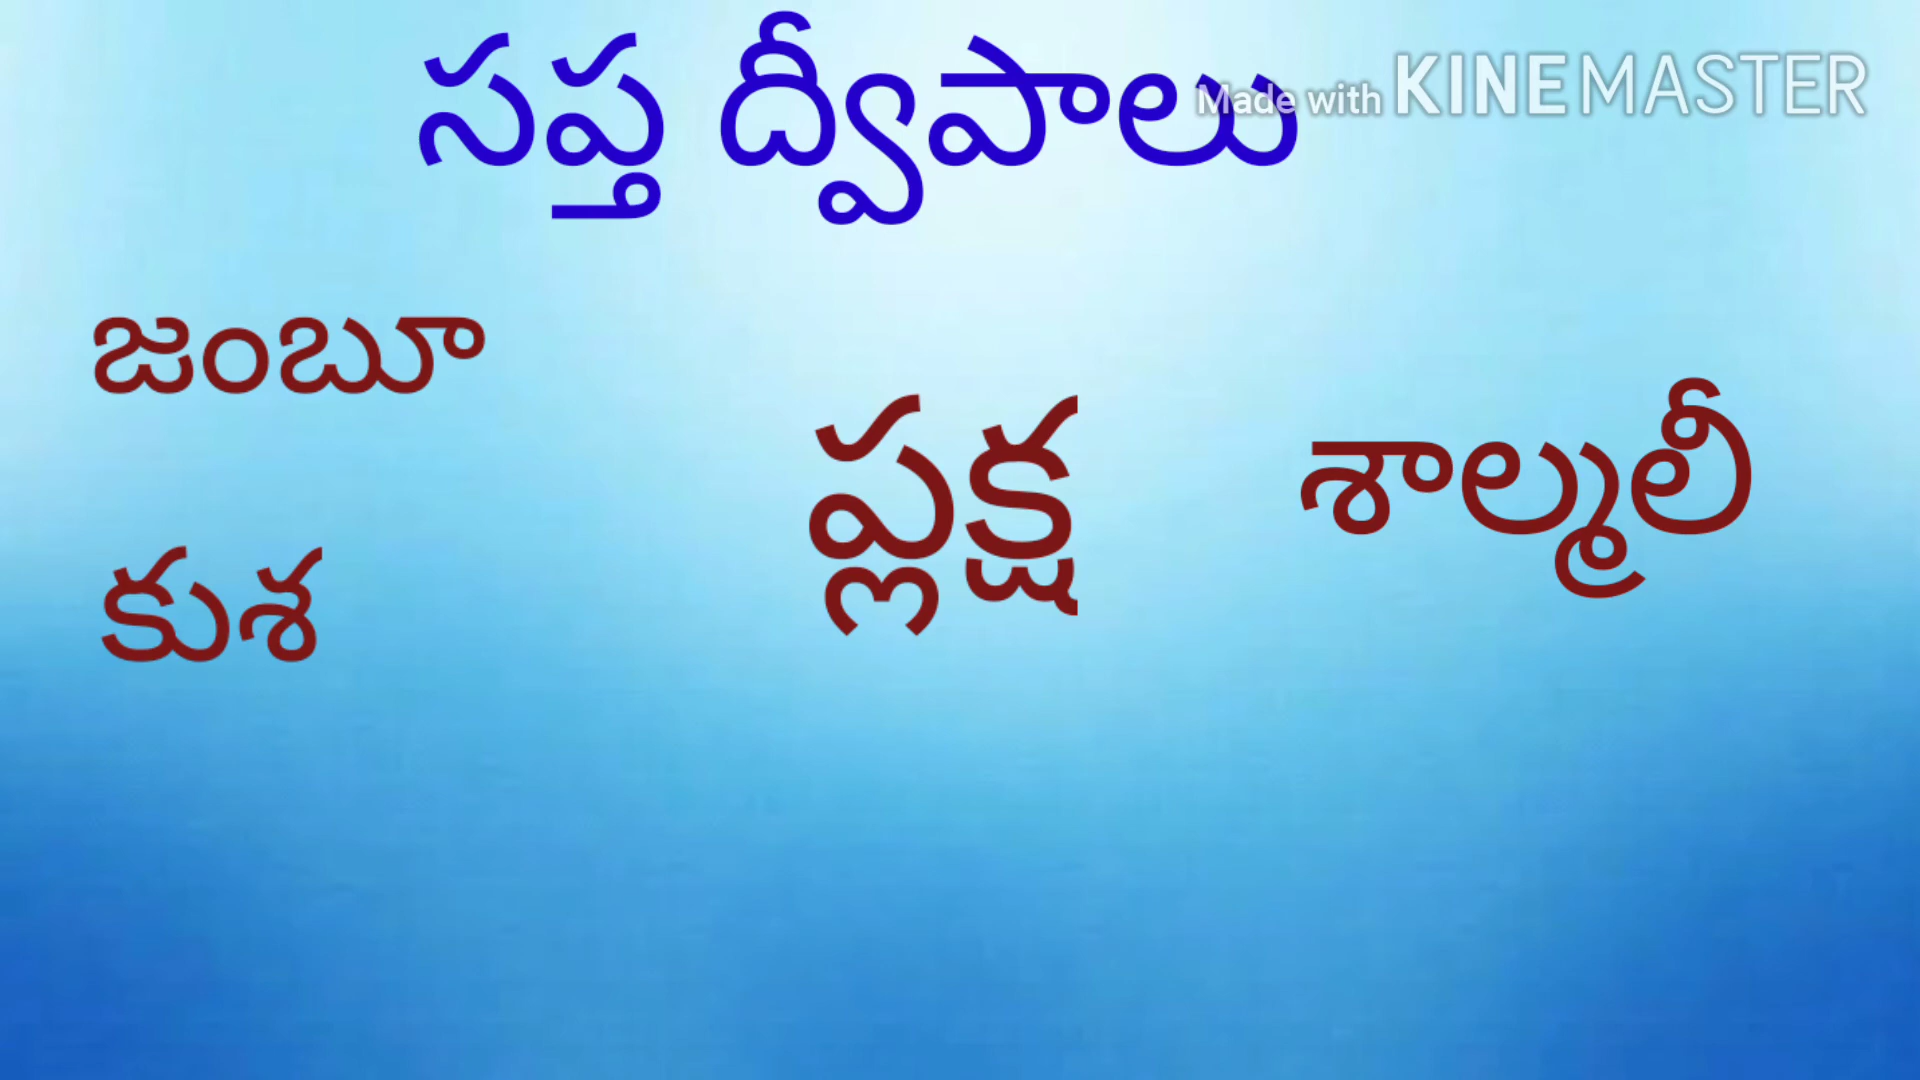 సప్త ద్వీపాలు
Made with KINEMASTER
జంబూ
ప్లక్ష
శాల్మలీ
కుశ